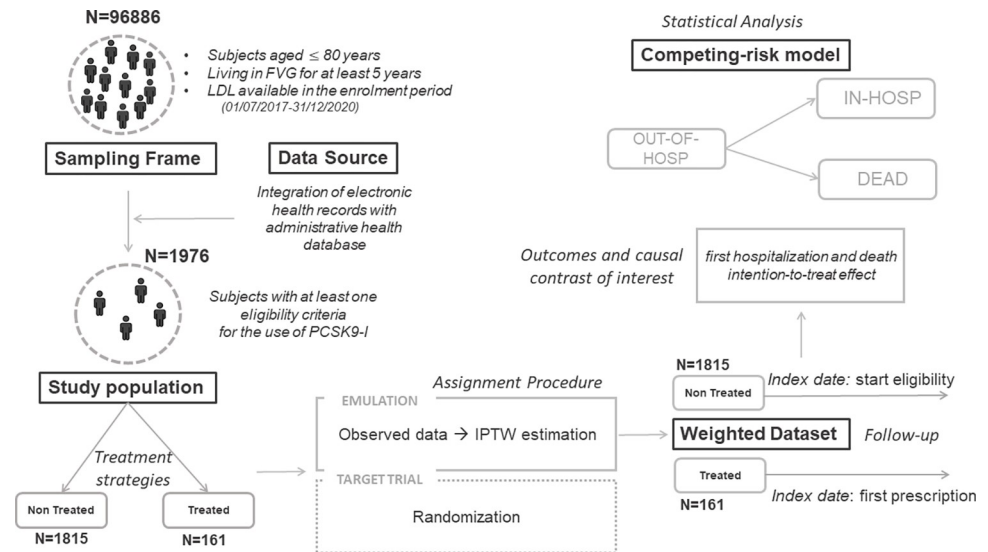 N=96886
• Subjects aged ≤ 80 years
• Living in FVG for at least 5 years
• LDL available in the enrolment period
(01/07/2017-31/12/2020)
Sampling Frame
Data Source
Integration of electronic
health records with
administrative health
database
N=1976
Subjects with at least one
eligibility criteria
for the use of PCSK9-I
Study population
Treatment
strategies
Non Treated
N=1815
Treated
N=161
Assignment Procedure
EMULATION
Observed data → IPTW estimation
TARGET TRIAL
Randomization
Statistical Analysis
Competing-risk model
OUT-OF-
HOSP
IN-HOSP
DEAD
Outcomes and causal
contrast of interest
first hospitalization and death
intention-to-treat effect
N=1815
Non Treated
Index date: start eligibility
Weighted Dataset
Follow-up
Treated
N=161
Index date: first prescription